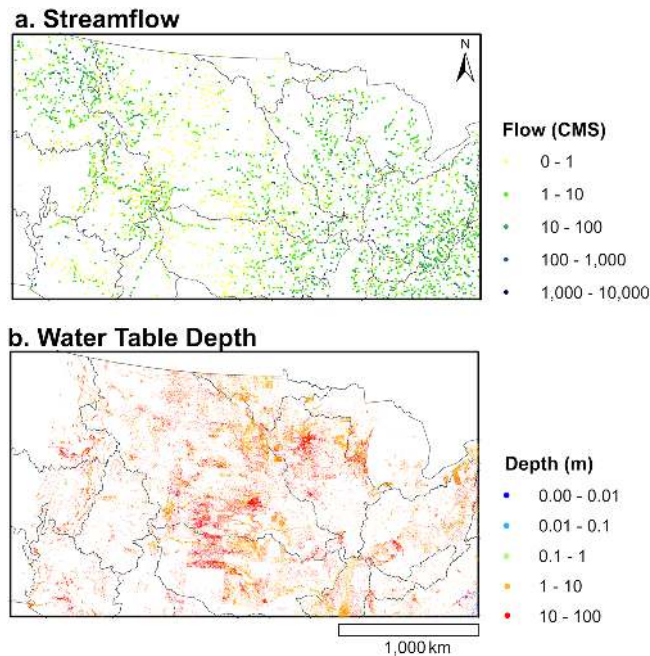 a. Streamflow
N
Flow (CMS)
0 - 1
1 - 10
10 - 100
100 - 1,000
1,000 - 10,000
b. Water Table Depth
Depth (m)
0.00 - 0.01
0.01 - 0.1
0.1 - 1
1 - 10
10 - 100
1,000 km